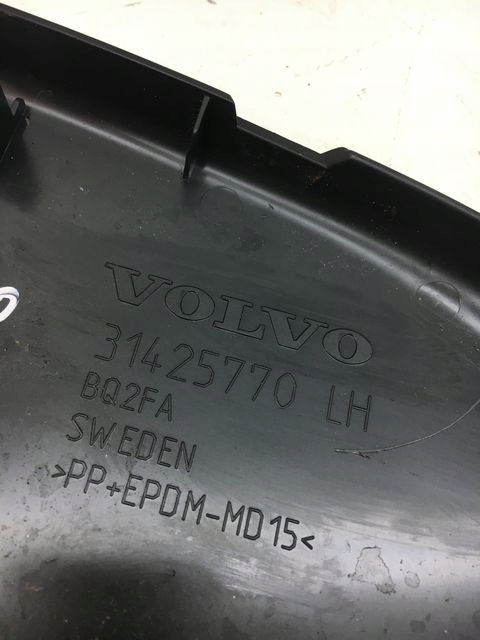 VOLVO
31425770 LH
BQ2FA
SWEDEN
>PP+EPDM-MD15<